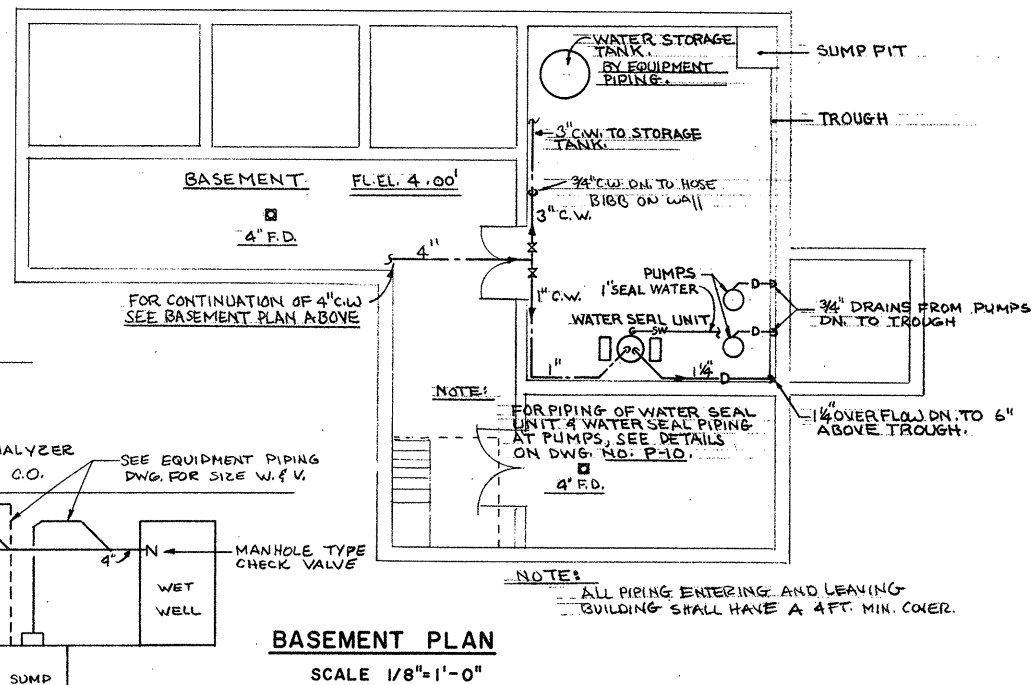 WATER STORAGE
TANK.
BY EQUIPMENT
PIPING.
SUMP PIT
TROUGH
3" C.W. TO STORAGE
TANK.
BASEMENT FL. EL. 4.00'
3/4" C.W. DN. TO HOSE
BIBB ON WALL
3" C.W.
4" F.D.
4"
FOR CONTINUATION OF 4" C.W
SEE BASEMENT PLAN ABOVE
1" C.W.
PUMPS
1" SEAL WATER
WATER SEAL UNIT
SW
D
D
3/4" DRAINS FROM PUMPS
DN. TO TROUGH
1"
1 1/4"
D
NOTE:
FOR PIPING OF WATER SEAL
UNIT & WATER SEAL PIPING
AT PUMPS, SEE DETAILS
ON DWG. NO. P-10.
1 1/4" OVERFLOW DN. TO 6"
ABOVE TROUGH.
4" F.D.
ALYZER
C.O.
SEE EQUIPMENT PIPING
DWG. FOR SIZE W. & V.
4"
N
MANHOLE TYPE
CHECK VALVE
WET
WELL
SUMP
NOTE:
ALL PIPING ENTERING AND LEAVING
BUILDING SHALL HAVE A 4 FT. MIN. COVER.
BASEMENT PLAN
SCALE 1/8"=1'-0"